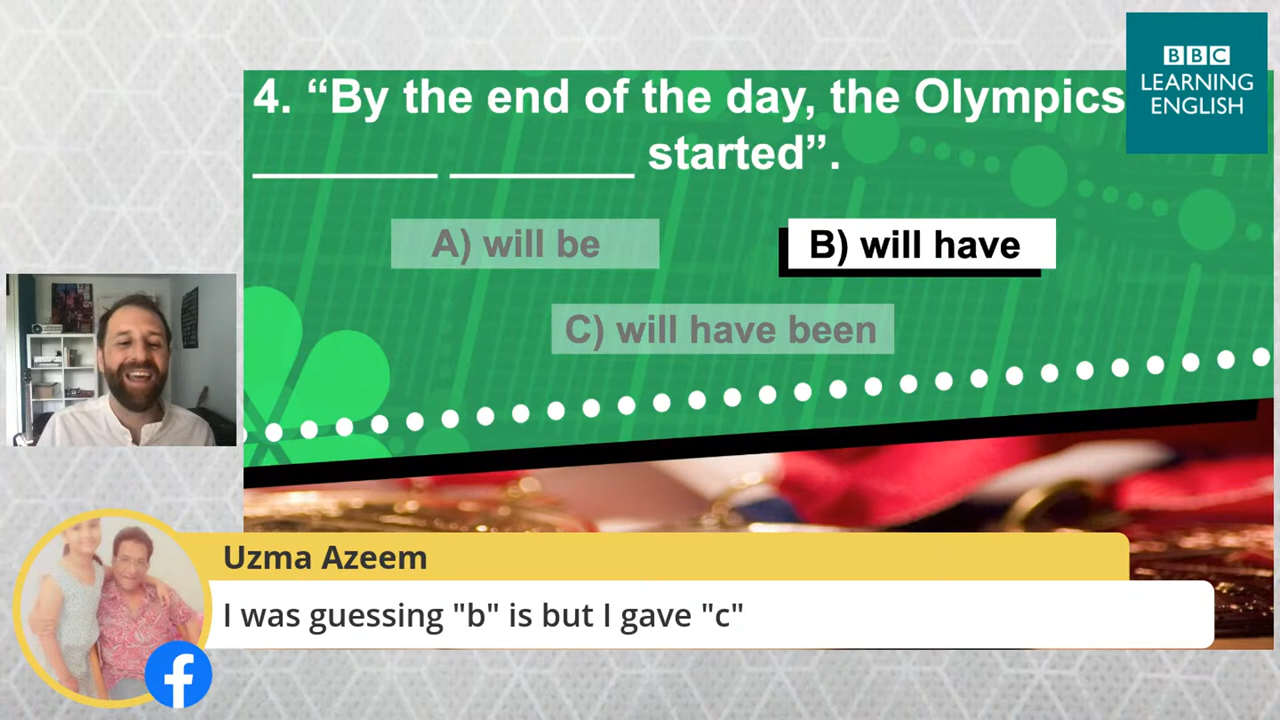 BBC
LEARNING
ENGLISH
4. “By the end of the day, the Olympics
________ ________ started”.
A) will be
B) will have
C) will have been
Uzma Azeem
I was guessing "b" is but I gave "c"